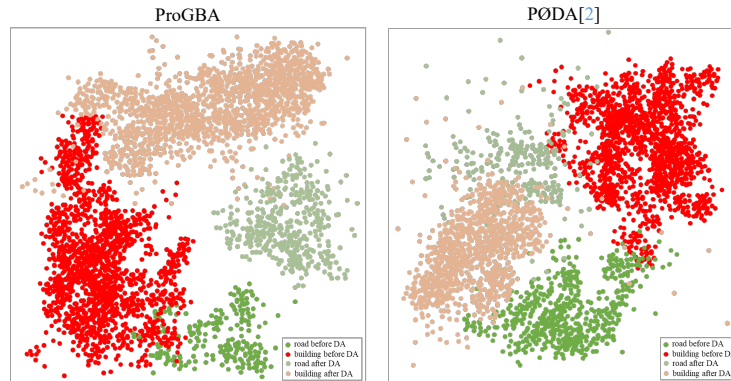 ProGBA
PØDA[2]
road before DA
building before DA
road after DA
building after DA
road before DA
building before DA
road after DA
building after DA